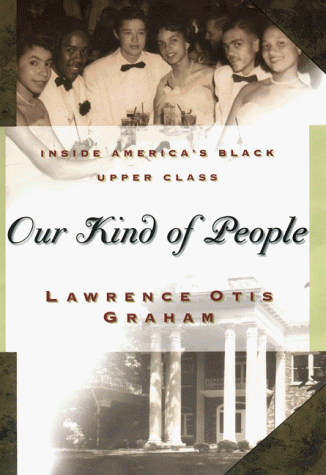 INSIDE AMERICA'S BLACK
UPPER CLASS
Our Kind of People
LAWRENCE OTIS
GRAHAM